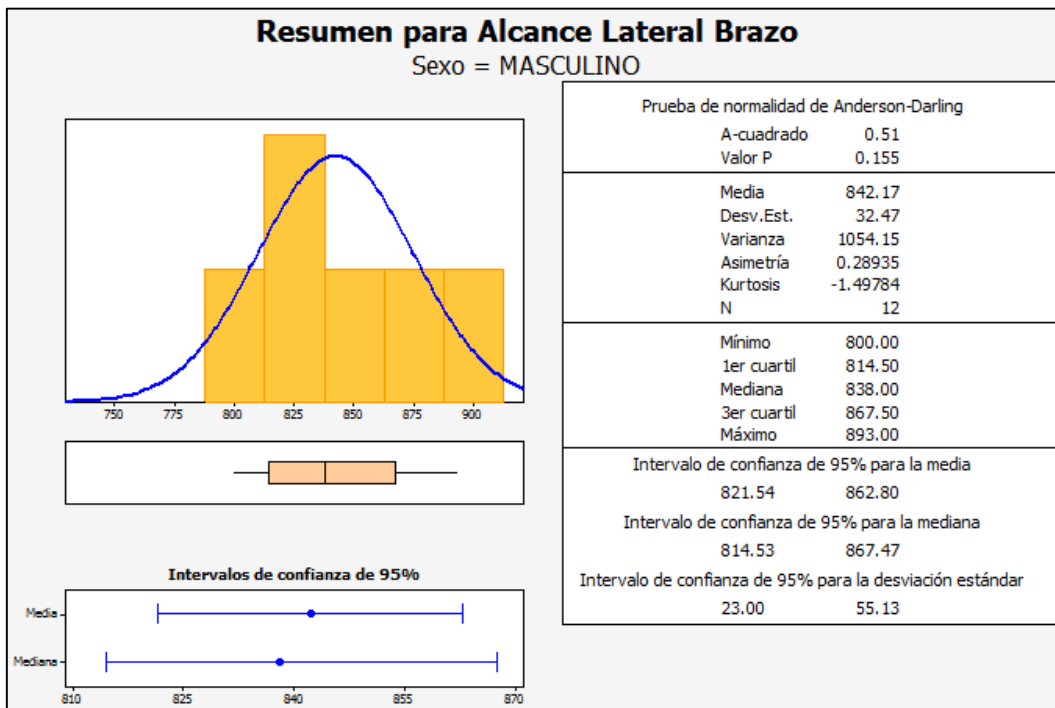 Resumen para Alcance Lateral Brazo
Sexo = MASCULINO
750 775 800 825 850 875 900
Intervalos de confianza de 95%
Media
Mediana
810 825 840 855 870
Prueba de normalidad de Anderson-Darling
A-cuadrado 0.51
Valor P 0.155
Media 842.17
Desv.Est. 32.47
Varianza 1054.15
Asimetría 0.28935
Kurtosis -1.49784
N 12
Mínimo 800.00
1er cuartil 814.50
Mediana 838.00
3er cuartil 867.50
Máximo 893.00
Intervalo de confianza de 95% para la media
821.54 862.80
Intervalo de confianza de 95% para la mediana
814.53 867.47
Intervalo de confianza de 95% para la desviación estándar
23.00 55.13